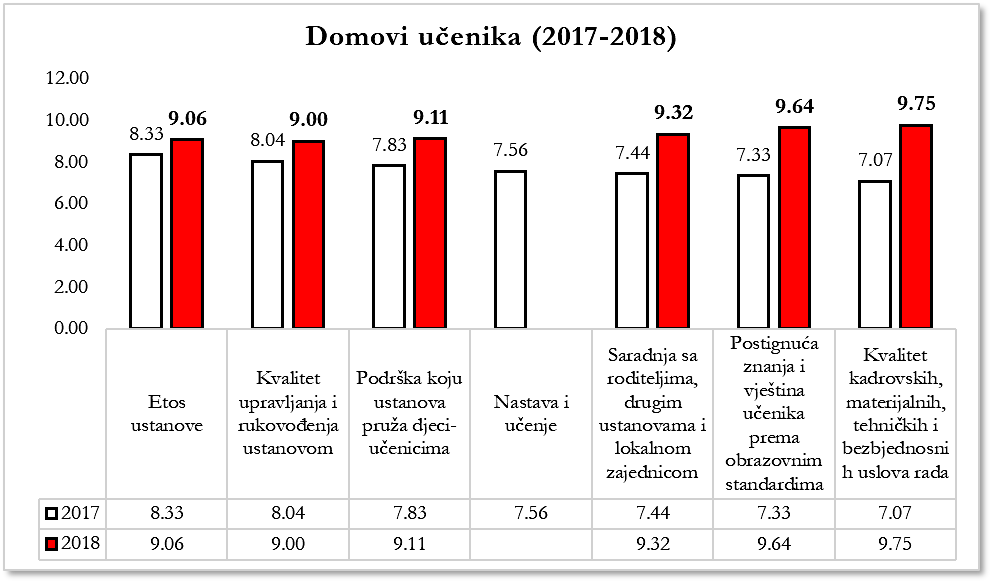 Domovi učenika (2017-2018)
12.00
10.00
8.00
6.00
4.00
2.00
0.00
8.33
9.06
8.04
9.00
7.83
9.11
7.56
7.44
9.32
7.33
9.64
7.07
9.75
Etos
ustanove
Kvalitet
upravljanja i
rukovođenja
ustanovom
Podrška koju
ustanova
pruža djeci-
učenicima
Nastava i
učenje
Saradnja sa
roditeljima,
drugim
ustanovama i
lokalnom
zajednicom
Postignuća
znanja i
vještina
učenika
prema
obrazovnim
standardima
Kvalitet
kadrovskih,
materijalnih,
tehničkih i
bezbjednosni
h uslova rada
2017 8.33 8.04 7.83 7.56 7.44 7.33 7.07
2018 9.06 9.00 9.11 9.32 9.64 9.75